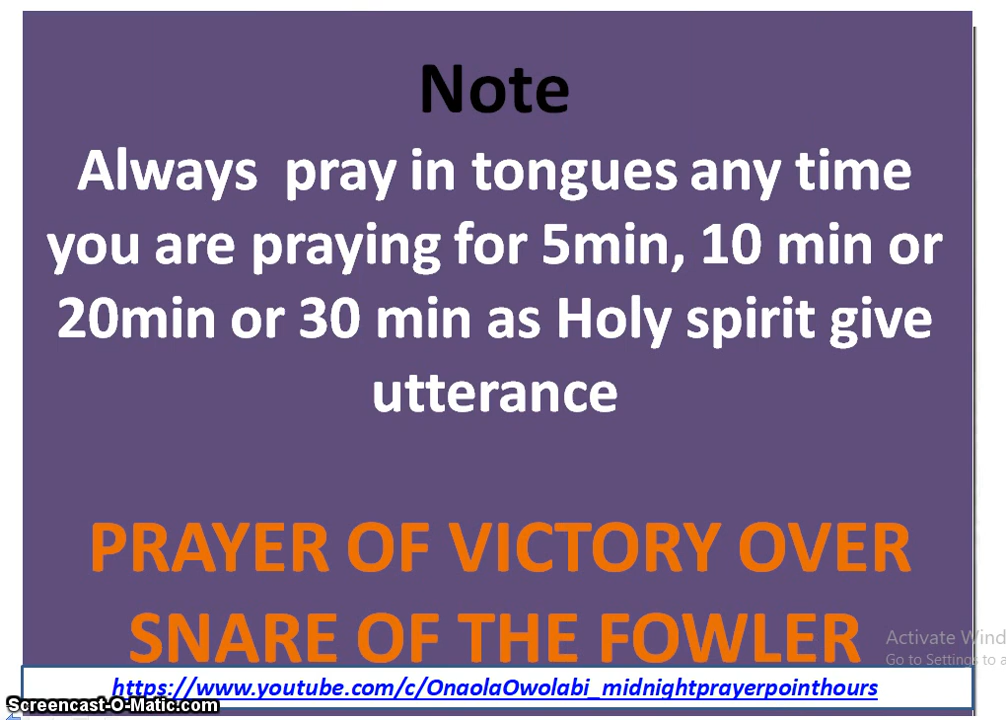 Note
Always  pray in tongues any time
you are praying for 5min, 10 min or
20min or 30 min as Holy spirit give
utterance
PRAYER OF VICTORY OVER
SNARE OF THE FOWLER
Activate Wind
Go to Settings to a
https://www.youtube.com/c/OnaolaOwolabi_midnightprayerpointhours
Screencast-O-Matic.com